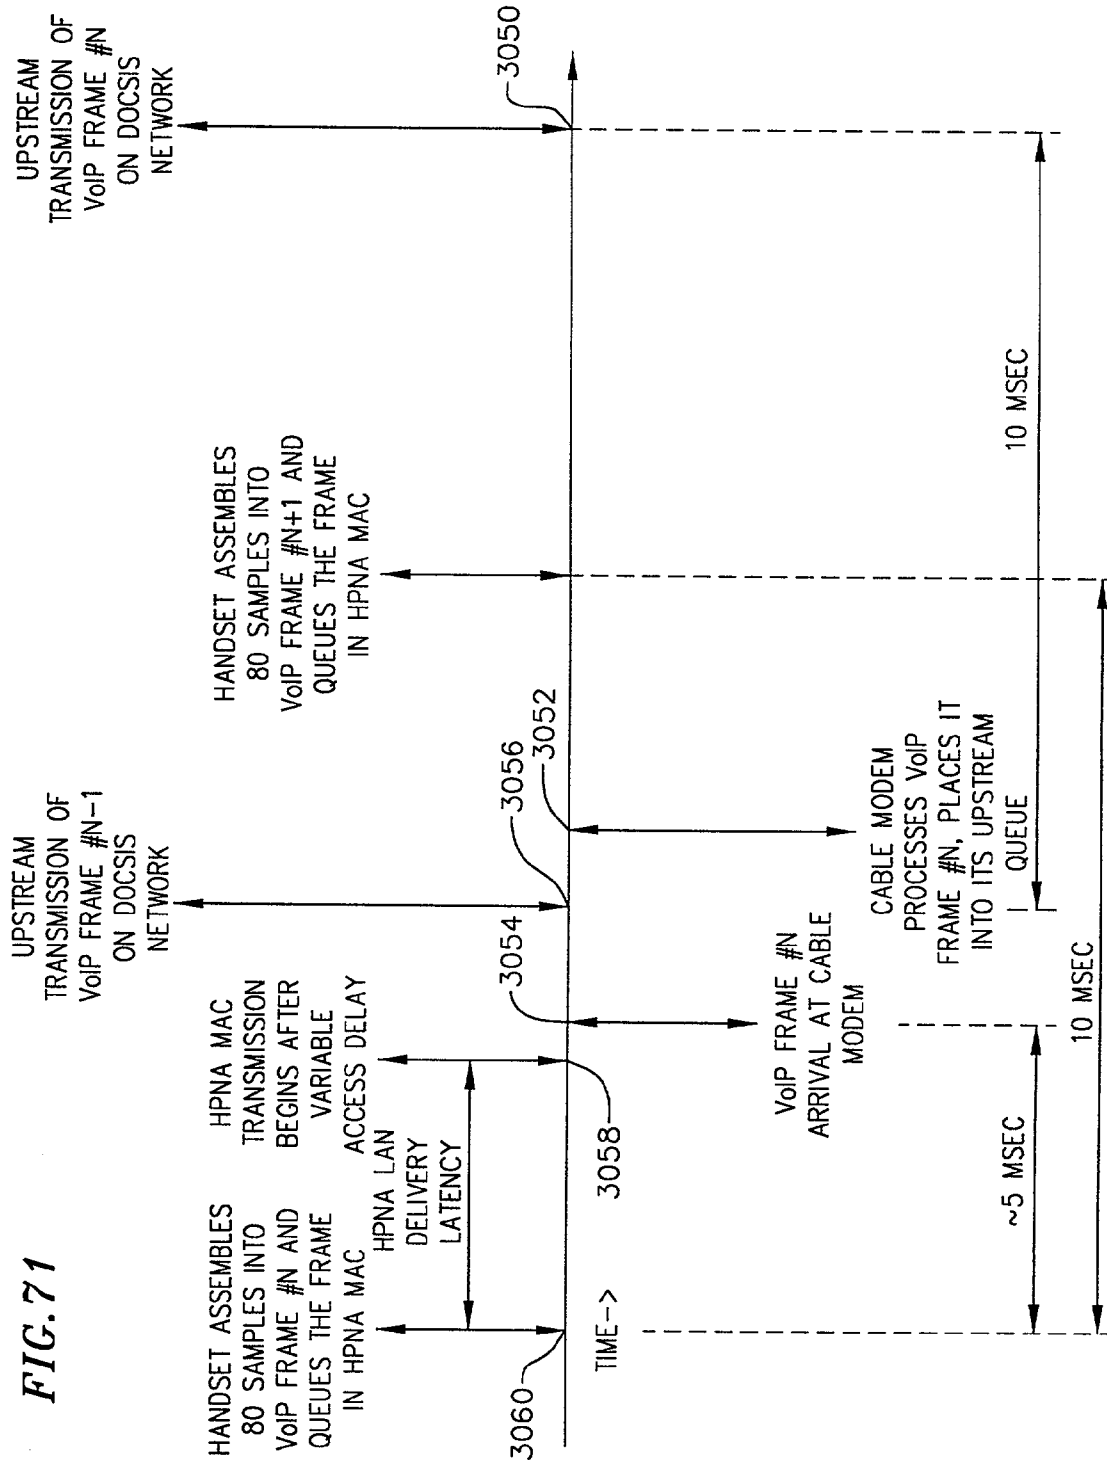 FIG.71
HANDSET ASSEMBLES
80 SAMPLES INTO
VoIP FRAME #N AND
QUEUES THE FRAME
IN HPNA MAC
HPNA MAC
TRANSMISSION
BEGINS AFTER
VARIABLE
ACCESS DELAY
HPNA LAN
DELIVERY
LATENCY
UPSTREAM
TRANSMISSION OF
VoIP FRAME #N-1
ON DOCSIS
NETWORK
HANDSET ASSEMBLES
80 SAMPLES INTO
VoIP FRAME #N+1 AND
QUEUES THE FRAME
IN HPNA MAC
UPSTREAM
TRANSMISSION OF
VoIP FRAME #N
ON DOCSIS
NETWORK
3060
3054
3056
3052
3050
3058
TIME->
VoIP FRAME #N
ARRIVAL AT CABLE
MODEM
CABLE MODEM
PROCESSES VoIP
FRAME #N, PLACES IT
INTO ITS UPSTREAM
QUEUE
~5 MSEC
10 MSEC
10 MSEC